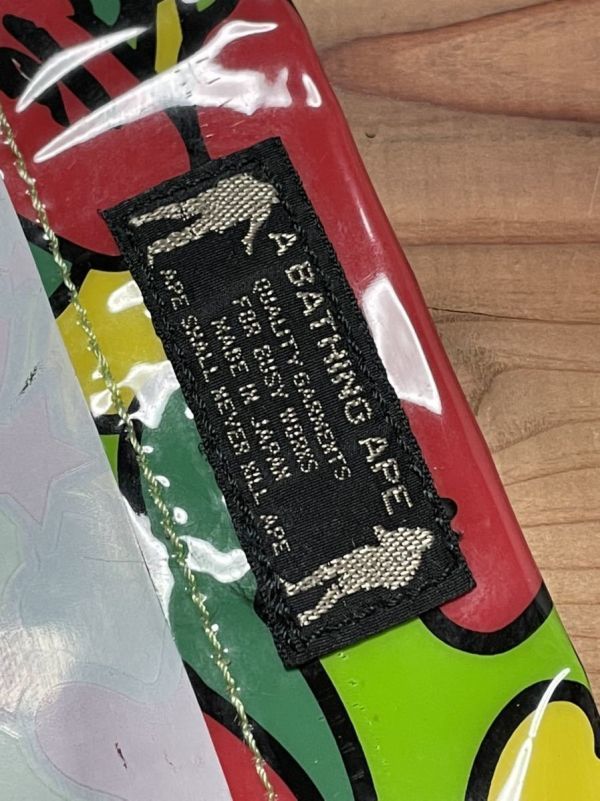 A BATHING APE
QUALITY GARMENTS
FOR BUSY WORKS
MADE IN JAPAN
APE SHALL NEVER KILL APE